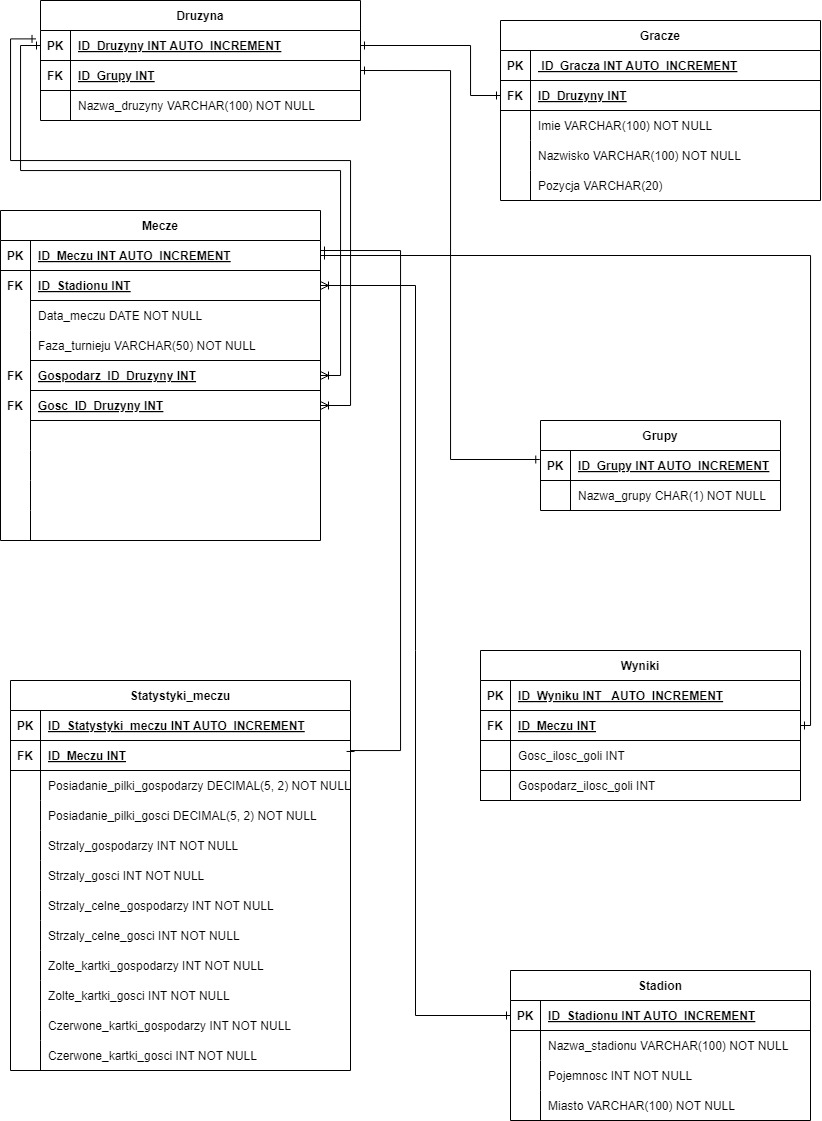 Druzyna
PK ID_Druzyny INT AUTO_INCREMENT
FK ID_Grupy INT
Nazwa_druzyny VARCHAR(100) NOT NULL
Gracze
PK ID_Gracza INT AUTO_INCREMENT
FK ID_Druzyny INT
Imie VARCHAR(100) NOT NULL
Nazwisko VARCHAR(100) NOT NULL
Pozycja VARCHAR(20)
Mecze
PK ID_Meczu INT AUTO_INCREMENT
FK ID_Stadionu INT
Data_meczu DATE NOT NULL
Faza_turnieju VARCHAR(50) NOT NULL
FK Gospodarz_ID_Druzyny INT
FK Gosc_ID_Druzyny INT
Grupy
PK ID_Grupy INT AUTO_INCREMENT
Nazwa_grupy CHAR(1) NOT NULL
Wyniki
PK ID_Wyniku INT _AUTO_INCREMENT
FK ID_Meczu INT
Gosc_ilosc_goli INT
Gospodarz_ilosc_goli INT
Statystyki_meczu
PK ID_Statystyki_meczu INT AUTO_INCREMENT
FK ID_Meczu INT
Posiadanie_pilki_gospodarzy DECIMAL(5, 2) NOT NULL
Posiadanie_pilki_gosci DECIMAL(5, 2) NOT NULL
Strzaly_gospodarzy INT NOT NULL
Strzaly_gosci INT NOT NULL
Strzaly_celne_gospodarzy INT NOT NULL
Strzaly_celne_gosci INT NOT NULL
Zolte_kartki_gospodarzy INT NOT NULL
Zolte_kartki_gosci INT NOT NULL
Czerwone_kartki_gospodarzy INT NOT NULL
Czerwone_kartki_gosci INT NOT NULL
Stadion
PK ID_Stadionu INT AUTO_INCREMENT
Nazwa_stadionu VARCHAR(100) NOT NULL
Pojemnosc INT NOT NULL
Miasto VARCHAR(100) NOT NULL